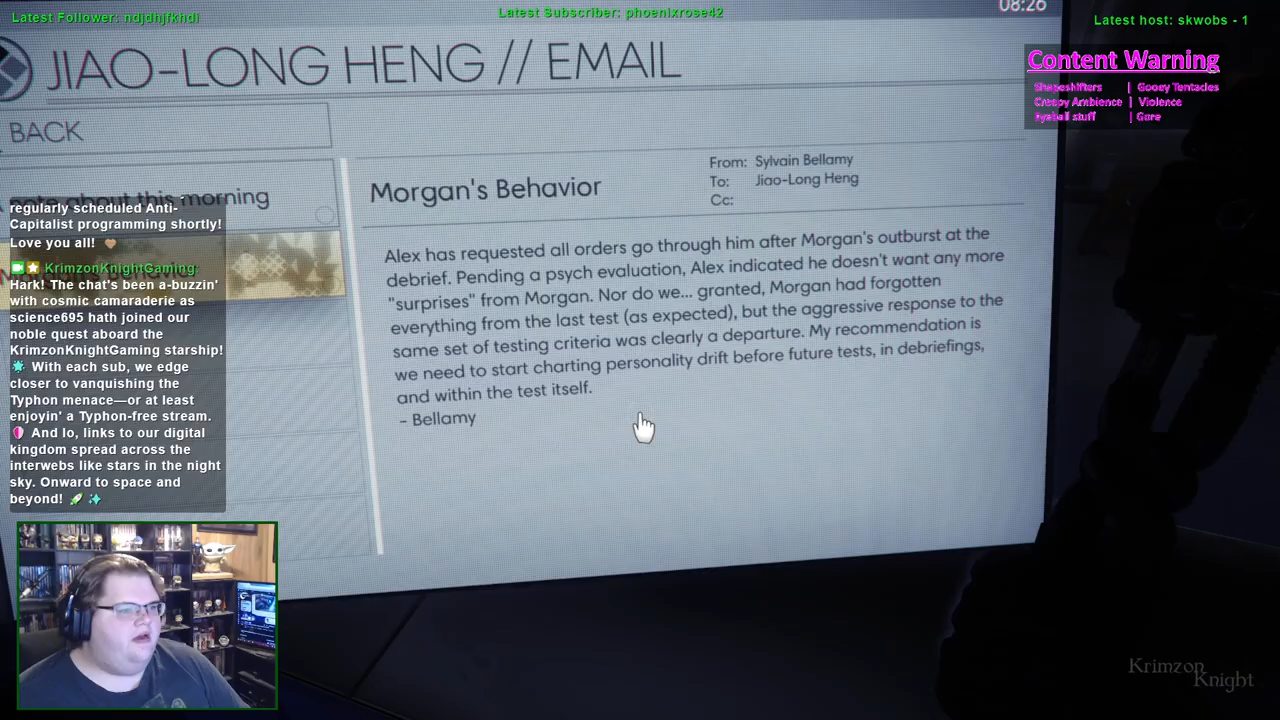 Latest Follower: ndjdhjfkhdi
Latest Subscriber: phoenixrose42
08:26
Latest host: skwobs - 1
JIAO-LONG HENG // EMAIL
Content Warning
Shapeshifters | Gooey Tentacles
Creepy Ambience | Violence
Eyeball stuff | Gore
BACK
note about this morning
Morgan's Behavior
From: Sylvain Bellamy
To: Jiao-Long Heng
Cc:
Alex has requested all orders go through him after Morgan's outburst at the
debrief. Pending a psych evaluation, Alex indicated he doesn't want any more
"surprises" from Morgan. Nor do we... granted, Morgan had forgotten
everything from the last test (as expected), but the aggressive response to the
same set of testing criteria was clearly a departure. My recommendation is
we need to start charting personality drift before future tests, in debriefings,
and within the test itself.
- Bellamy
regularly scheduled Anti-
Capitalist programming shortly!
Love you all!
KrimzonKnightGaming:
Hark! The chat's been a-buzzin'
with cosmic camaraderie as
science695 hath joined our
noble quest aboard the
KrimzonKnightGaming starship!
With each sub, we edge
closer to vanquishing the
Typhon menace—or at least
enjoyin' a Typhon-free stream.
And lo, links to our digital
kingdom spread across the
interwebs like stars in the night
sky. Onward to space and
beyond!
Krimzon
Knight